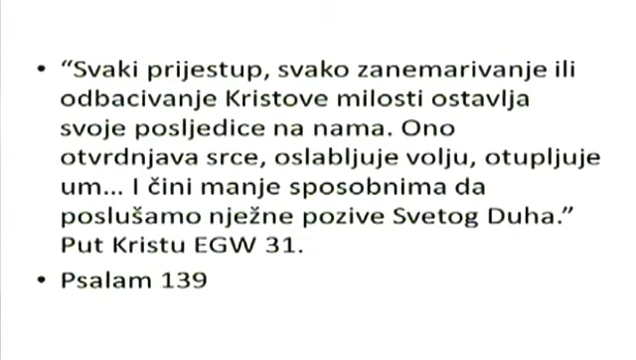 • “Svaki prijestup, svako zanemarivanje ili
odbacivanje Kristove milosti ostavlja
svoje posljedice na nama. Ono
otvrdnjava srce, oslabljuje volju, otupljuje
um... I čini manje sposobnima da
poslušamo nježne pozive Svetog Duha.”
Put Kristu EGW 31.
• Psalam 139